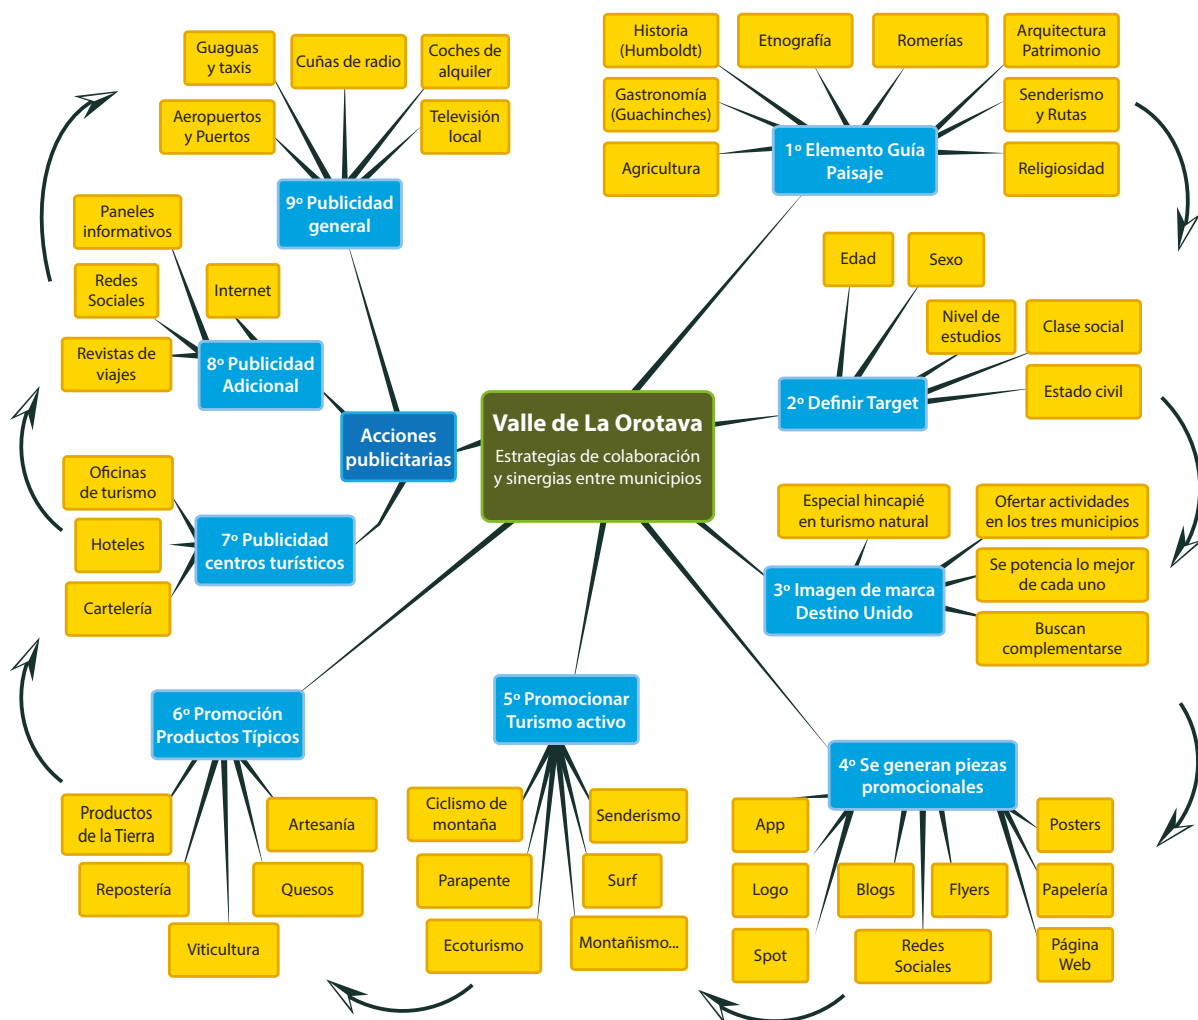 Valle de La Orotava
Estrategias de colaboración
y sinergias entre municipios
1º Elemento Guía
Paisaje
Historia
(Humboldt)
Etnografía
Romerías
Arquitectura
Patrimonio
Gastronomía
(Guachinches)
Senderismo
y Rutas
Agricultura
Religiosidad
2º Definir Target
Edad
Sexo
Nivel de
estudios
Clase social
Estado civil
3º Imagen de marca
Destino Unido
Especial hincapié
en turismo natural
Ofertar actividades
en los tres municipios
Se potencia lo mejor
de cada uno
Buscan
complementarse
4º Se generan piezas
promocionales
App
Posters
Logo
Blogs
Flyers
Papelería
Spot
Redes
Sociales
Página
Web
5º Promocionar
Turismo activo
Ciclismo de
montaña
Senderismo
Parapente
Surf
Ecoturismo
Montañismo...
6º Promoción
Productos Típicos
Productos
de la Tierra
Artesanía
Repostería
Quesos
Viticultura
Acciones
publicitarias
7º Publicidad
centros turísticos
Oficinas
de turismo
Hoteles
Cartelería
8º Publicidad
Adicional
Paneles
informativos
Redes
Sociales
Internet
Revistas de
viajes
9º Publicidad
general
Guaguas
y taxis
Cuñas de radio
Coches de
alquiler
Aeropuertos
y Puertos
Televisión
local